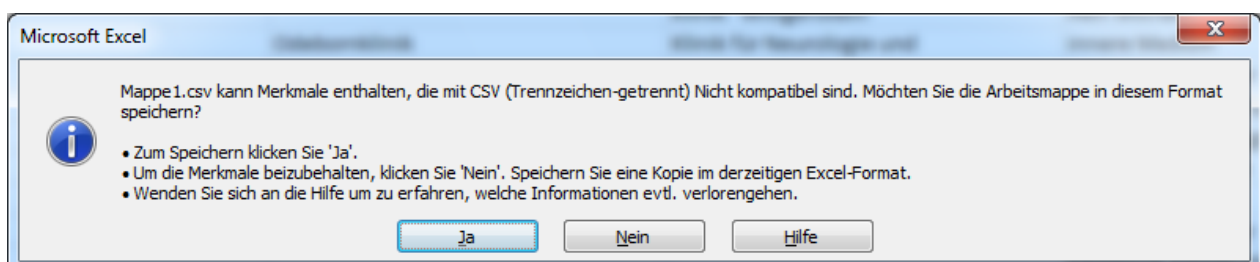 Microsoft Excel
Mappe1.csv kann Merkmale enthalten, die mit CSV (Trennzeichen-getrennt) Nicht kompatibel sind. Möchten Sie die Arbeitsmappe in diesem Format
speichern?
• Zum Speichern klicken Sie 'Ja'.
• Um die Merkmale beizubehalten, klicken Sie 'Nein'. Speichern Sie eine Kopie im derzeitigen Excel-Format.
• Wenden Sie sich an die Hilfe um zu erfahren, welche Informationen evtl. verlorengehen.
Ja Nein Hilfe